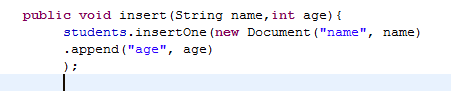 public void insert(String name,int age){
students.insertOne(new Document("name", name)
.append("age", age)
);